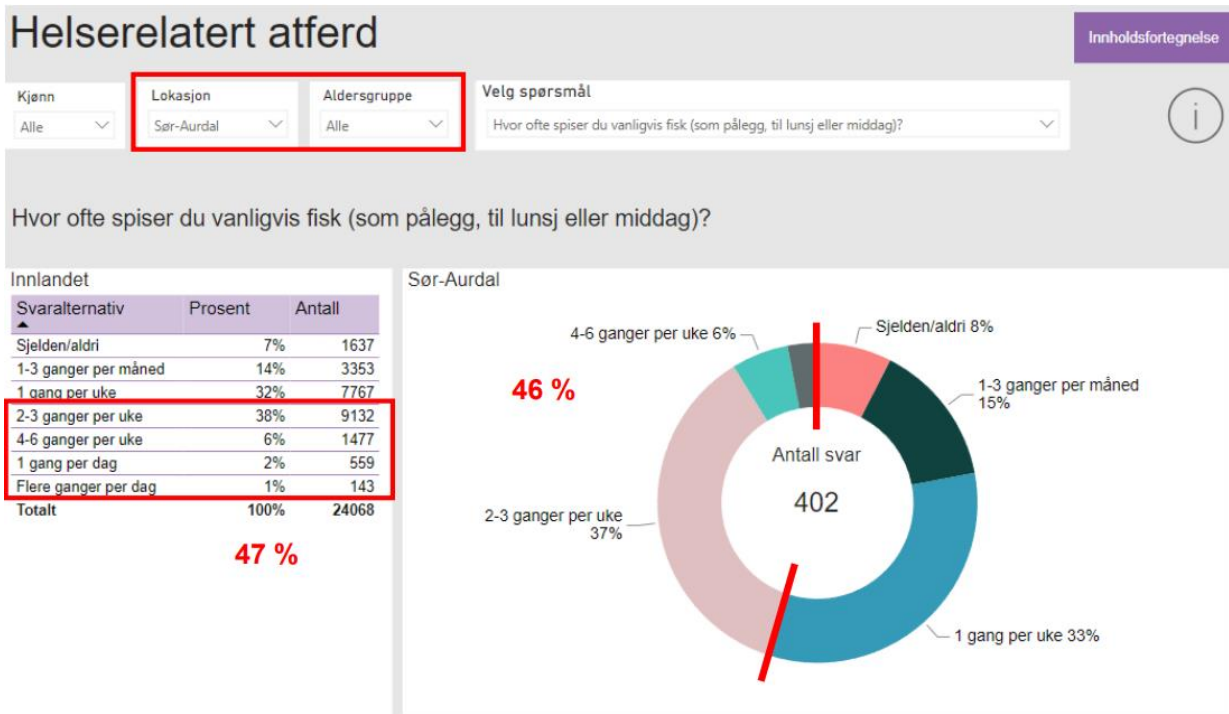 Helserelatert atferd
Innholdsfortegnelse
Kjønn
Alle
Lokasjon
Sør-Aurdal
Aldersgruppe
Alle
Velg spørsmål
Hvor ofte spiser du vanligvis fisk (som pålegg, til lunsj eller middag)?
i
Hvor ofte spiser du vanligvis fisk (som pålegg, til lunsj eller middag)?
Innlandet
Svaralternativ Prosent Antall
Sjelden/aldri 7% 1637
1-3 ganger per måned 14% 3353
1 gang per uke 32% 7767
2-3 ganger per uke 38% 9132
4-6 ganger per uke 6% 1477
1 gang per dag 2% 559
Flere ganger per dag 1% 143
Totalt 100% 24068
47 %
Sør-Aurdal
4-6 ganger per uke 6%
Sjelden/aldri 8%
46 %
1-3 ganger per måned
15%
Antall svar
402
2-3 ganger per uke
37%
1 gang per uke 33%